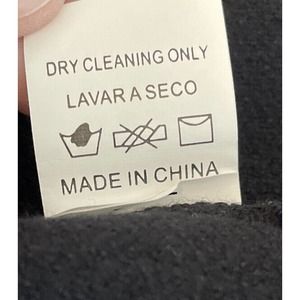 DRY CLEANING ONLY
LAVAR A SECO
MADE IN CHINA